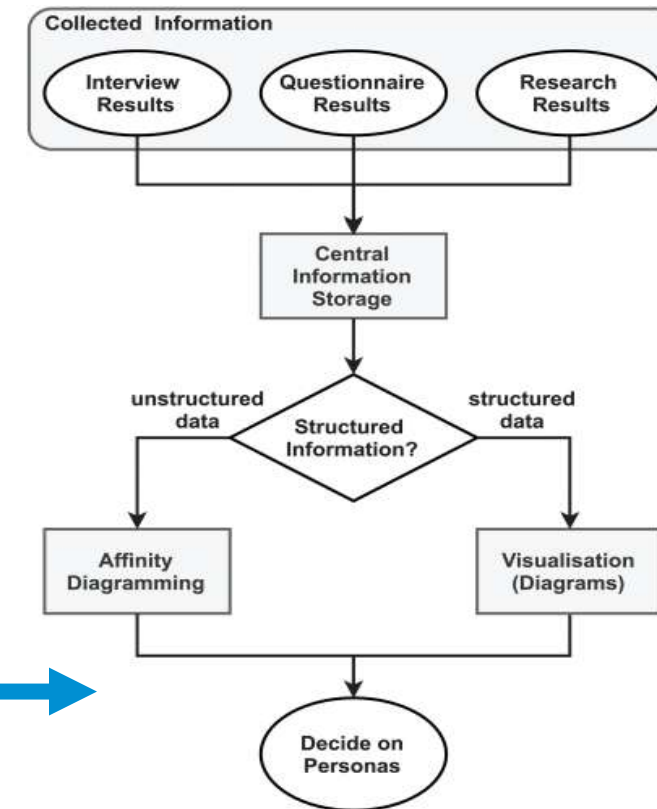 Collected Information
Interview
Results
Questionnaire
Results
Research
Results
Central
Information
Storage
unstructured
data
structured
data
Structured
Information?
Affinity
Diagramming
Visualisation
(Diagrams)
Decide on
Personas